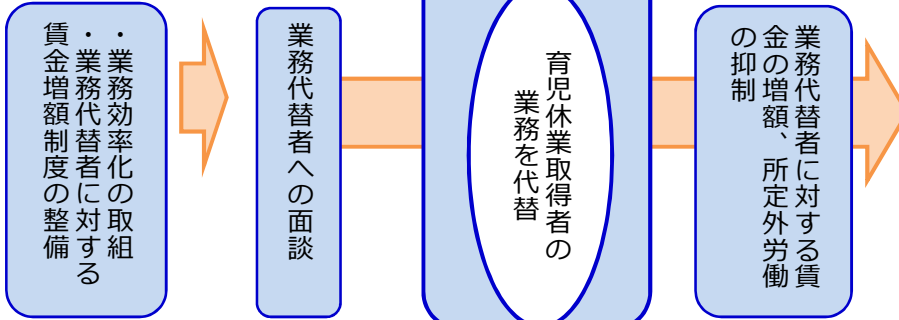 ・業務効率化の取組
・業務代替者に対する
賃金増額制度の整備
業務代替者への面談
育児休業取得者の
業務を代替
業務代替者に対する賃
金の増額、所定外労働
の抑制